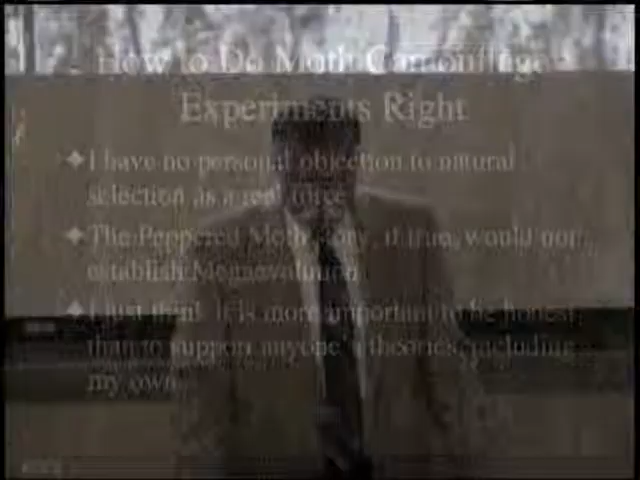 How to Do Moth Camouflage
Experiments Right
I have no personal objection to natural
selection as a real force
The Peppered Moth story, if true, would not
establish Megaevolution
I just think it is more important to be honest
than to support anyone's theories, including
my own